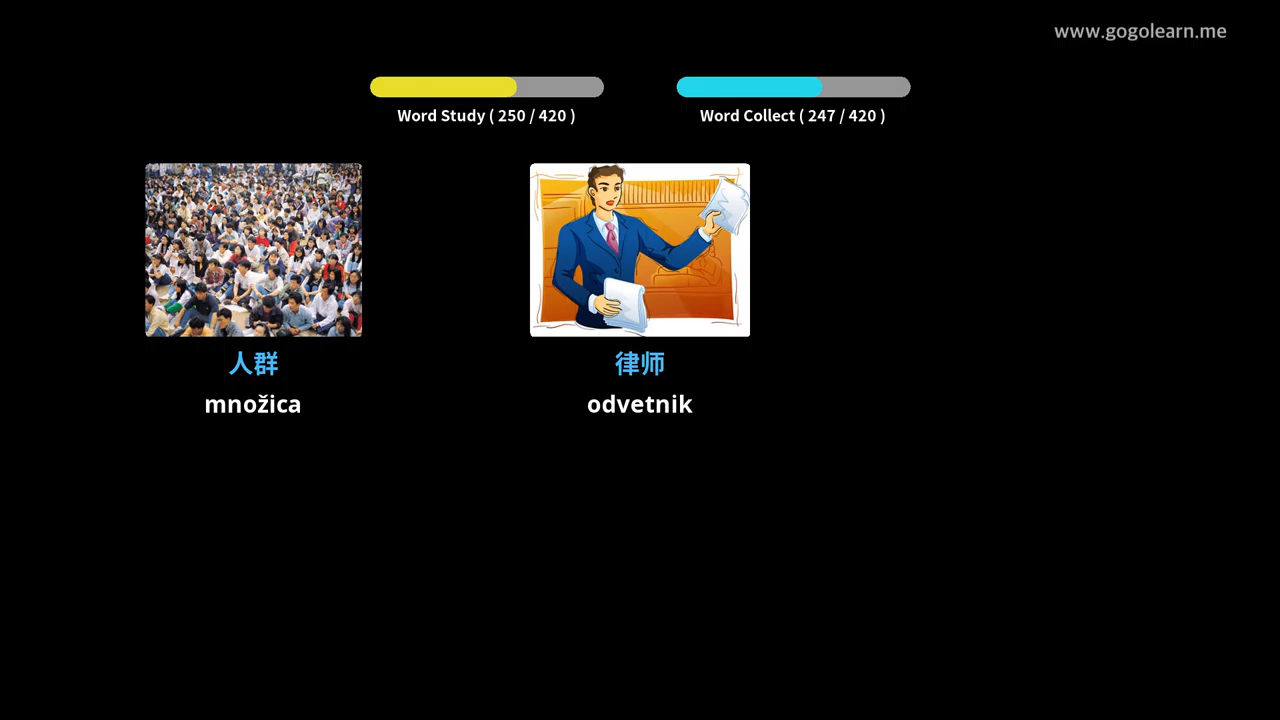 www.gogolearn.me
Word Study ( 250 / 420 )
Word Collect ( 247 / 420 )
人群
律师
množica
odvetnik